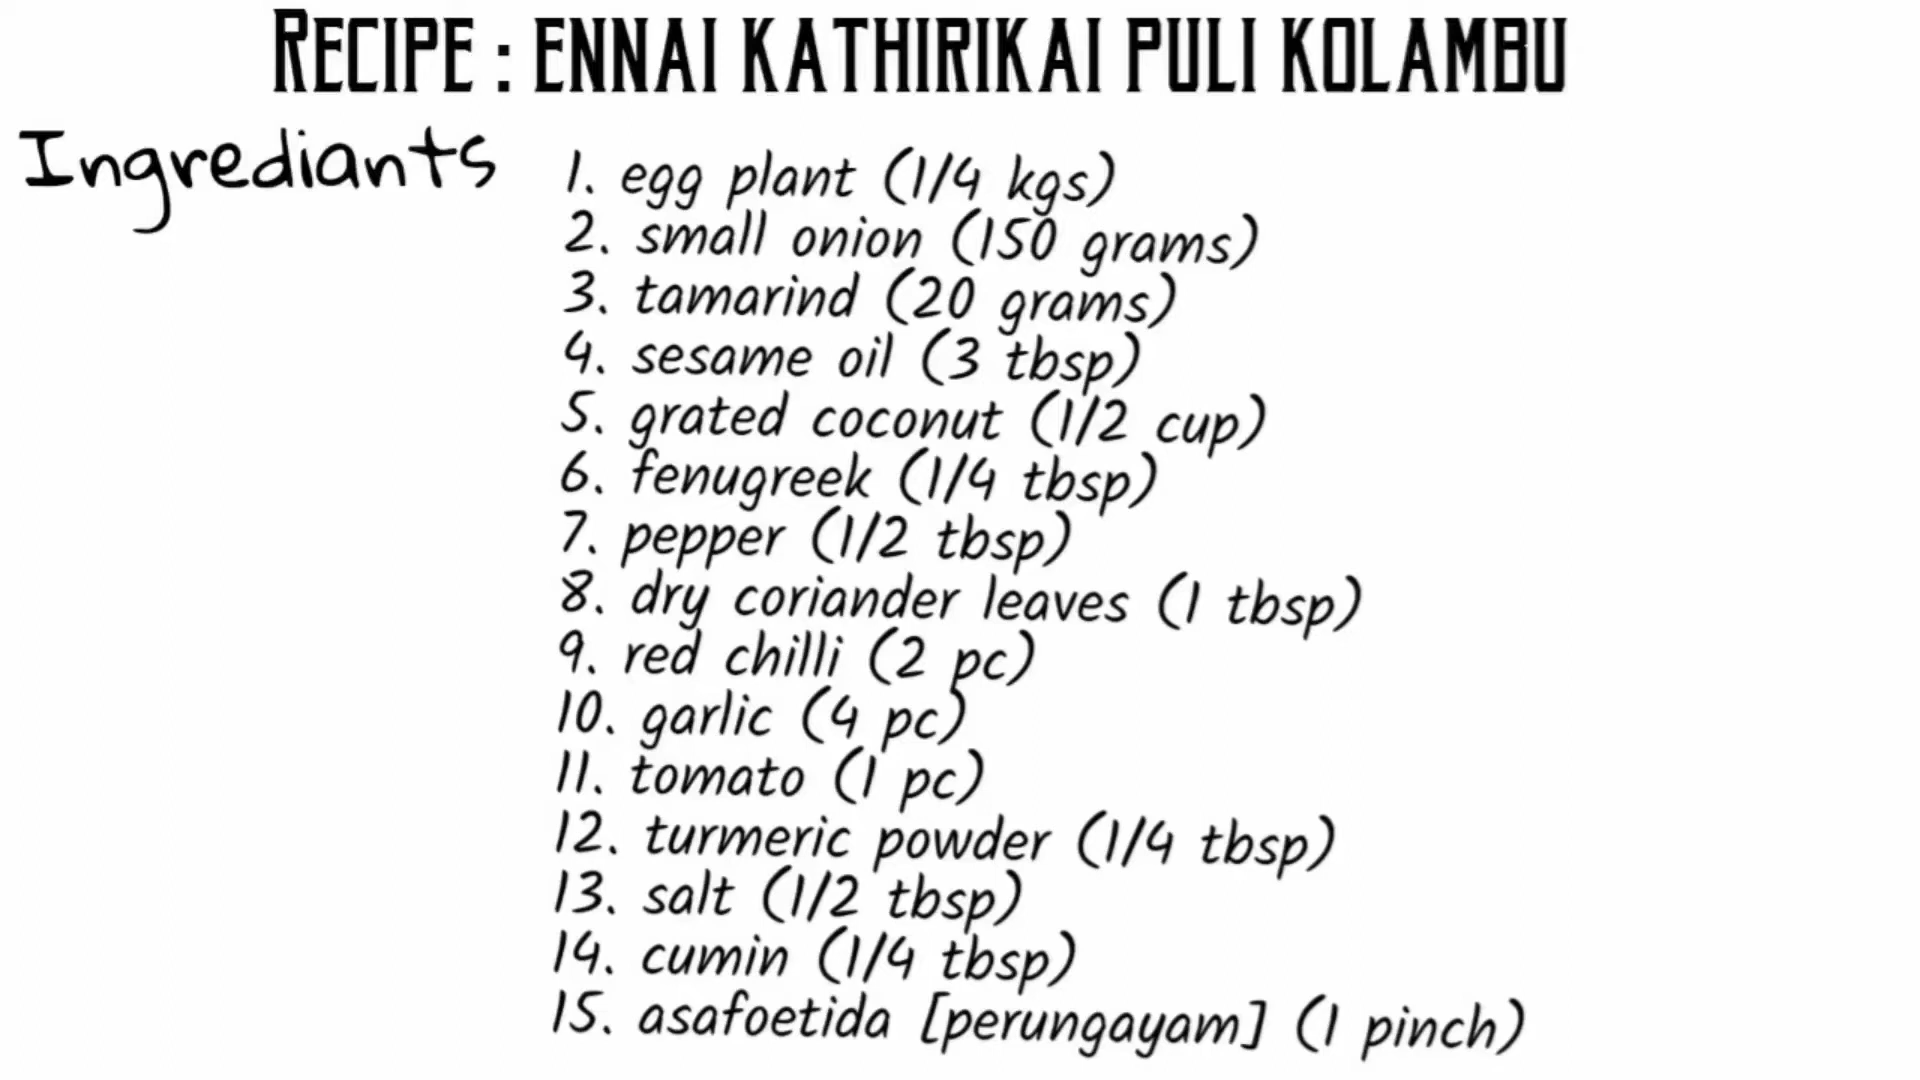 RECIPE : ENNAI KATHIRIKAI PULI KOLAMBU
Ingrediants
1. egg plant (1/4 kgs)
2. small onion (150 grams)
3. tamarind (20 grams)
4. sesame oil (3 tbsp)
5. grated coconut (1/2 cup)
6. fenugreek (1/4 tbsp)
7. pepper (1/2 tbsp)
8. dry coriander leaves (1 tbsp)
9. red chilli (2 pc)
10. garlic (4 pc)
11. tomato (1 pc)
12. turmeric powder (1/4 tbsp)
13. salt (1/2 tbsp)
14. cumin (1/4 tbsp)
15. asafoetida [perungayam] (1 pinch)